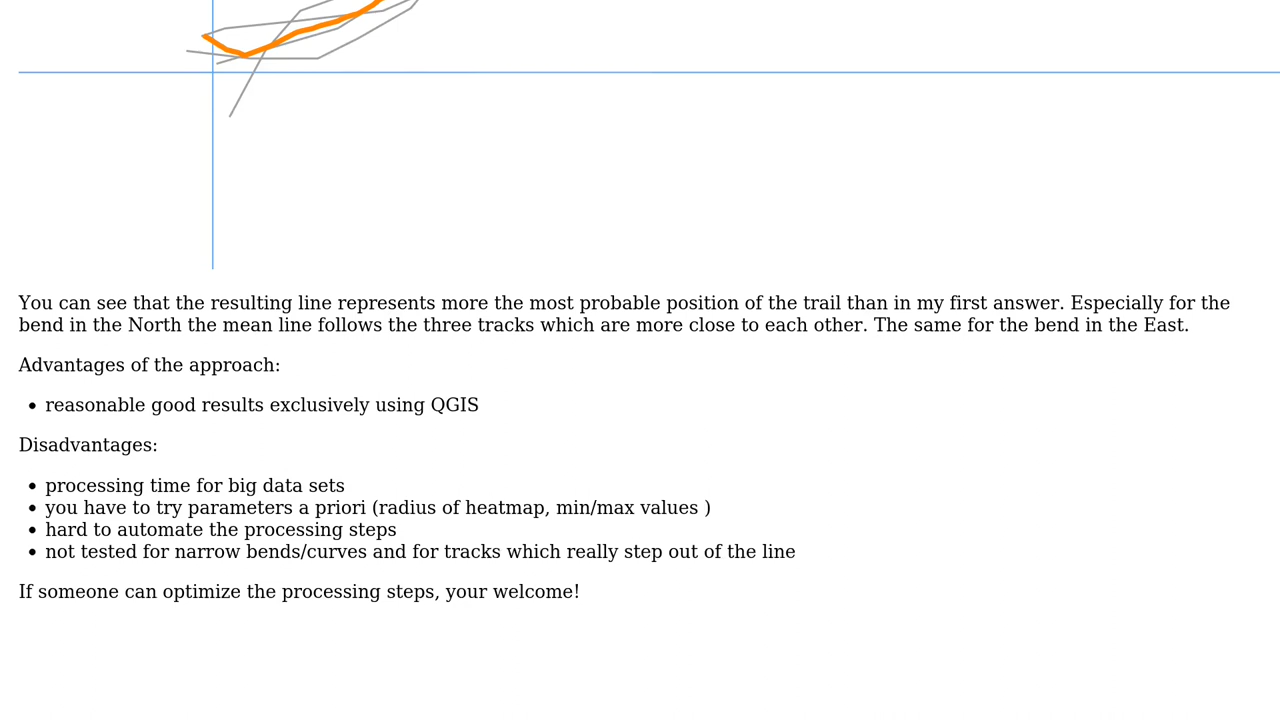 You can see that the resulting line represents more the most probable position of the trail than in my first answer. Especially for the
bend in the North the mean line follows the three tracks which are more close to each other. The same for the bend in the East.
Advantages of the approach:
• reasonable good results exclusively using QGIS
Disadvantages:
• processing time for big data sets
• you have to try parameters a priori (radius of heatmap, min/max values )
• hard to automate the processing steps
• not tested for narrow bends/curves and for tracks which really step out of the line
If someone can optimize the processing steps, your welcome!